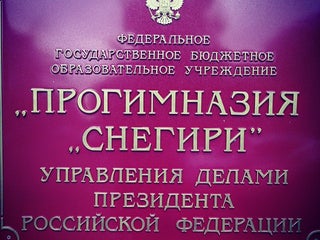 ФЕДЕРАЛЬНОЕ
ГОСУДАРСТВЕННОЕ БЮДЖЕТНОЕ
ОБРАЗОВАТЕЛЬНОЕ УЧРЕЖДЕНИЕ
„ПРОГИМНАЗИЯ
„СНЕГИРИ”
УПРАВЛЕНИЯ ДЕЛАМИ
ПРЕЗИДЕНТА
РОССИЙСКОЙ ФЕДЕРАЦИИ